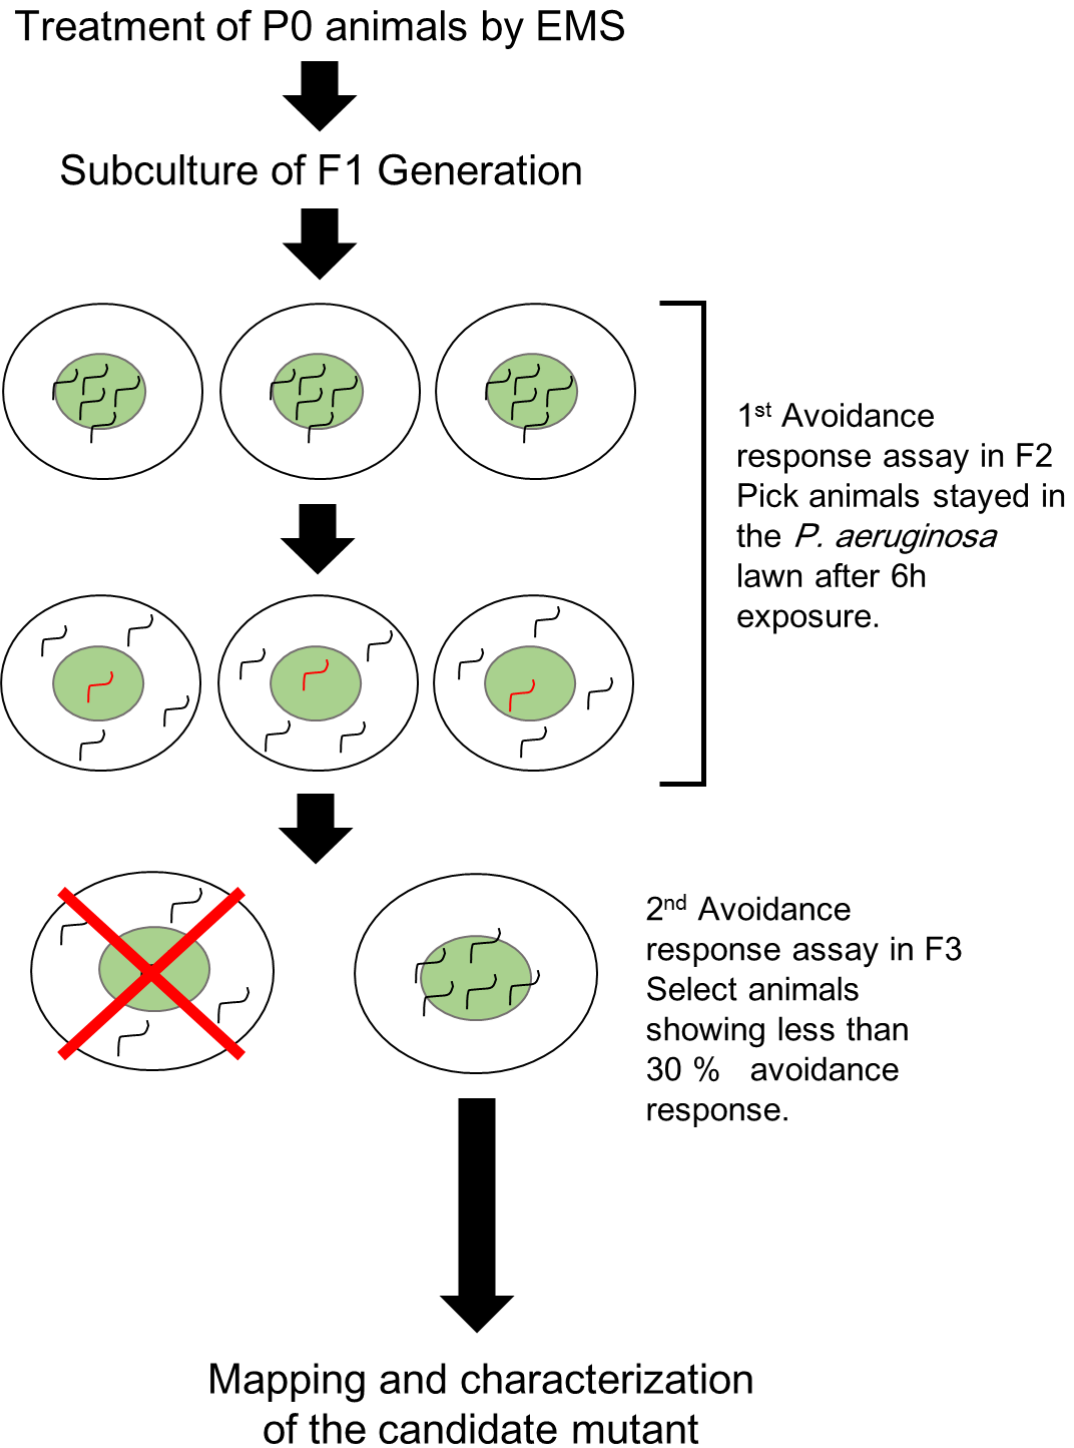 Treatment of P0 animals by EMS
Subculture of F1 Generation
1st Avoidance
response assay in F2
Pick animals stayed in
the P. aeruginosa
lawn after 6h
exposure.
2nd Avoidance
response assay in F3
Select animals
showing less than
30 % avoidance
response.
Mapping and characterization
of the candidate mutant